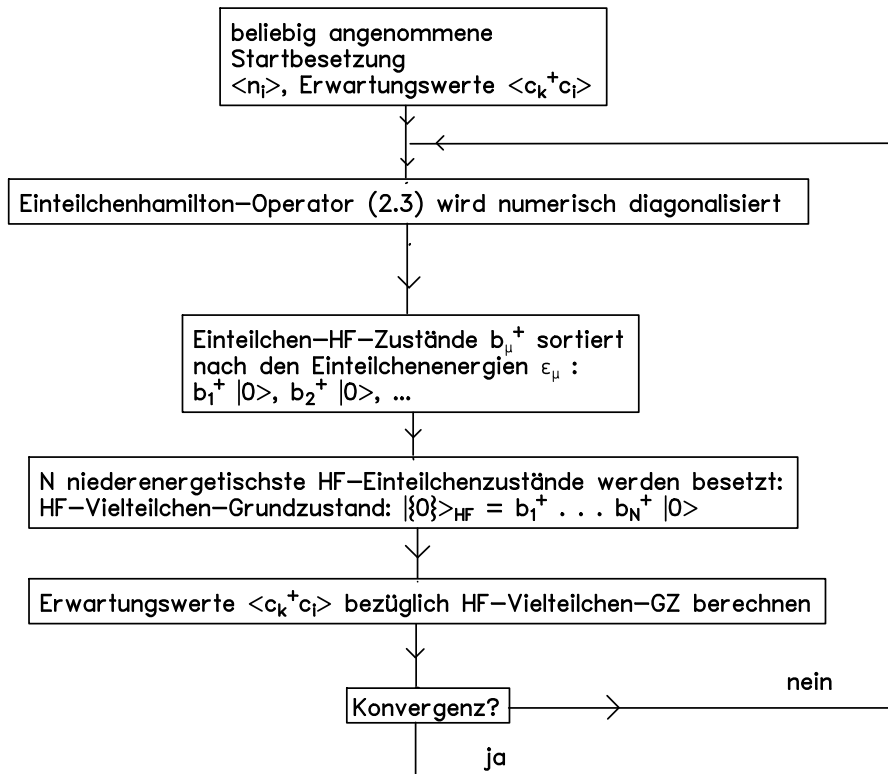 beliebig angenommene
Startbesetzung
<nᵢ>, Erwartungswerte <cₖ⁺cᵢ>
Einteilchenhamilton–Operator (2.3) wird numerisch diagonalisiert
Einteilchen–HF–Zustände b_μ⁺ sortiert
nach den Einteilchenenergien ε_μ :
b₁⁺ |0>, b₂⁺ |0>, ...
N niederenergetischste HF–Einteilchenzustände werden besetzt:
HF–Vielteilchen–Grundzustand: |{0}>_HF = b₁⁺ . . . b_N⁺ |0>
Erwartungswerte <cₖ⁺cᵢ> bezüglich HF–Vielteilchen–GZ berechnen
nein
Konvergenz?
ja